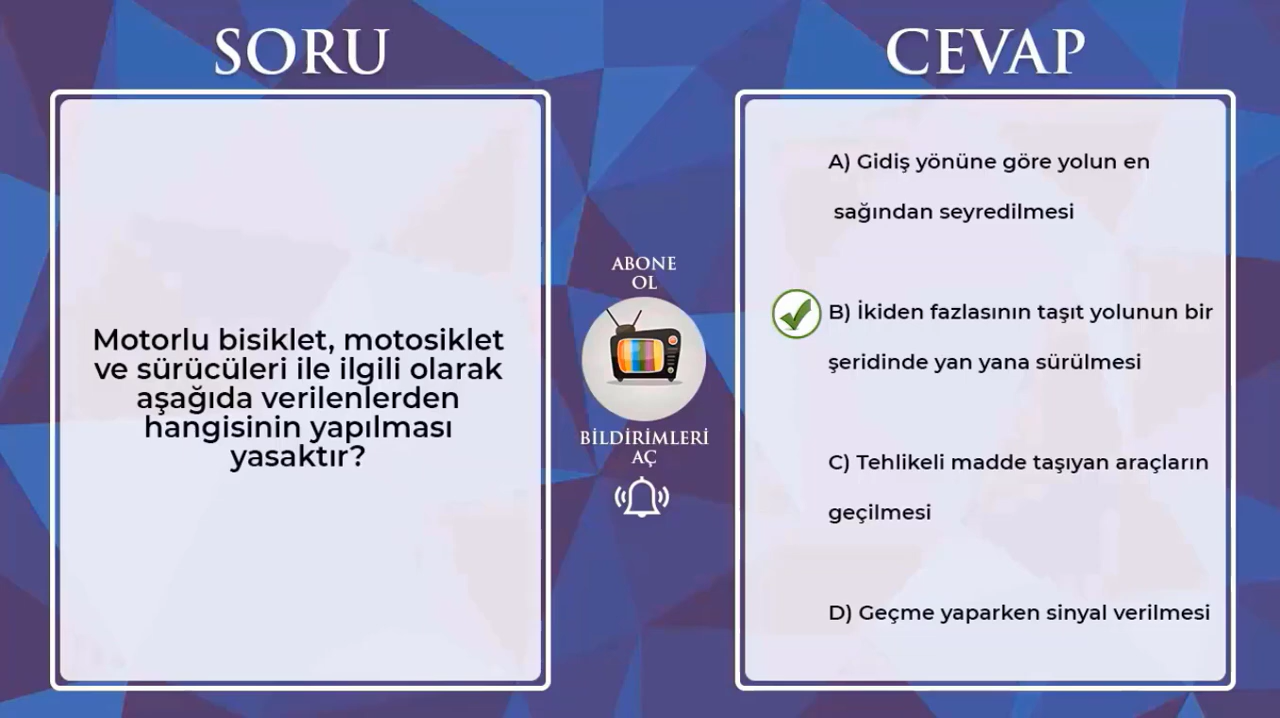 SORU
Motorlu bisiklet, motosiklet
ve sürücüleri ile ilgili olarak
aşağıda verilenlerden
hangisinin yapılması
yasaktır?
ABONE
OL
BİLDİRİMLERİ
AÇ
CEVAP
A) Gidiş yönüne göre yolun en
sağından seyredilmesi
B) İkiden fazlasının taşıt yolunun bir
şeridinde yan yana sürülmesi
C) Tehlikeli madde taşıyan araçların
geçilmesi
D) Geçme yaparken sinyal verilmesi